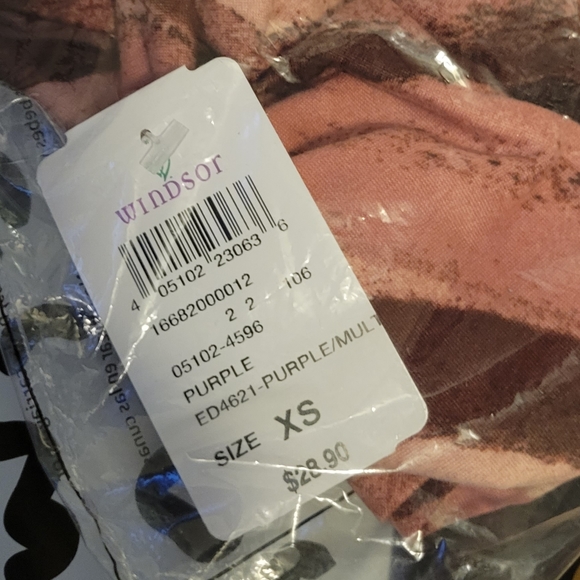 WINDSOR
4 05102 23063 6
16682000012
2 2 106
05102-4596
PURPLE
ED4621-PURPLE/MULT
SIZE XS
$28.90